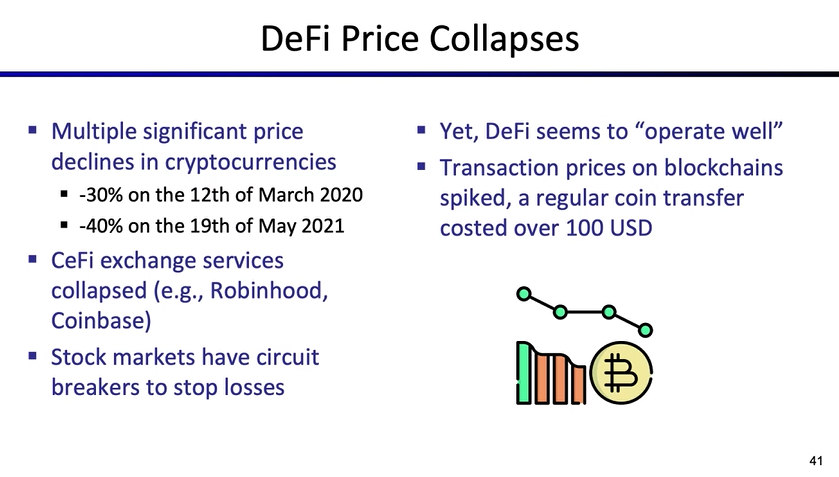 DeFi Price Collapses
▪ Multiple significant price
declines in cryptocurrencies
▪ -30% on the 12th of March 2020
▪ -40% on the 19th of May 2021
▪ CeFi exchange services
collapsed (e.g., Robinhood,
Coinbase)
▪ Stock markets have circuit
breakers to stop losses
▪ Yet, DeFi seems to “operate well”
▪ Transaction prices on blockchains
spiked, a regular coin transfer
costed over 100 USD
41